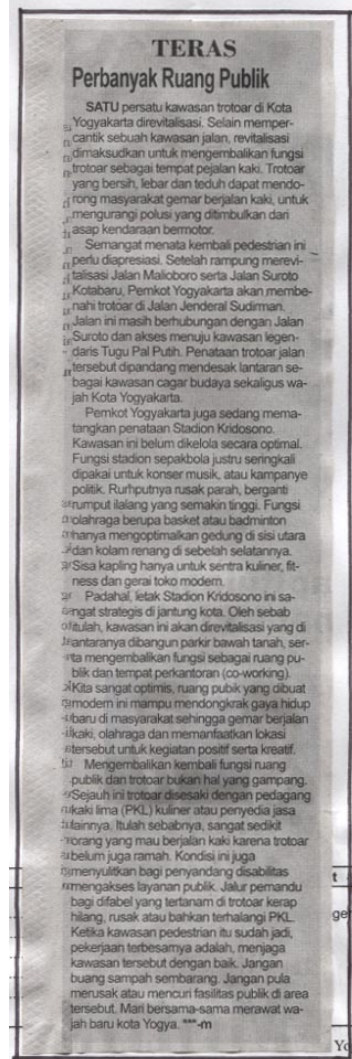 TERAS
Perbanyak Ruang Publik
SATU persatu kawasan trotoar di Kota
Yogyakarta direvitalisasi. Selain memper-
cantik sebuah kawasan jalan, revitalisasi
dimaksudkan untuk mengembalikan fungsi
trotoar sebagai tempat pejalan kaki. Trotoar
yang bersih, lebar dan teduh dapat mendo-
rong masyarakat gemar berjalan kaki, untuk
mengurangi polusi yang ditimbulkan dari
asap kendaraan bermotor.
Semangat menata kembali pedestrian ini
perlu diapresiasi. Setelah rampung merevi-
talisasi Jalan Malioboro serta Jalan Suroto
Kotabaru, Pemkot Yogyakarta akan membe-
nahi trotoar di Jalan Jenderal Sudirman.
Jalan ini masih berhubungan dengan Jalan
Suroto dan akses menuju kawasan legen-
daris Tugu Pal Putih. Penataan trotoar jalan
tersebut dipandang mendesak lantaran se-
bagai kawasan cagar budaya sekaligus wa-
jah Kota Yogyakarta.
Pemkot Yogyakarta juga sedang mema-
tangkan penataan Stadion Kridosono.
Kawasan ini belum dikelola secara optimal.
Fungsi stadion sepakbola justru seringkali
dipakai untuk konser musik, atau kampanye
politik. Rumputnya rusak parah, berganti
rumput ilalang yang semakin tinggi. Fungsi
olahraga berupa basket atau badminton
hanya mengoptimalkan gedung di sisi utara
dan kolam renang di sebelah selatannya.
Sisa kapling hanya untuk sentra kuliner, fit-
ness dan gerai toko modern.
Padahal, letak Stadion Kridosono ini sa-
ngat strategis di jantung kota. Oleh sebab
itulah, kawasan ini akan direvitalisasi yang di
antaranya dibangun parkir bawah tanah, ser-
ta mengembalikan fungsi sebagai ruang pu-
blik dan tempat perkantoran (co-working).
Kita sangat optimis, ruang pubik yang dibuat
modern ini mampu mendongkrak gaya hidup
baru di masyarakat sehingga gemar berjalan
kaki, olahraga dan memanfaatkan lokasi
tersebut untuk kegiatan positif serta kreatif.
Mengembalikan kembali fungsi ruang
publik dan trotoar bukan hal yang gampang.
Sejauh ini trotoar disesaki dengan pedagang
kaki lima (PKL) kuliner atau penyedia jasa
lainnya. Itulah sebabnya, sangat sedikit
orang yang mau berjalan kaki karena trotoar
belum juga ramah. Kondisi ini juga
menyulitkan bagi penyandang disabilitas
mengakses layanan publik. Jalur pemandu
bagi difabel yang tertanam di trotoar kerap
hilang, rusak atau bahkan terhalangi PKL.
Ketika kawasan pedestrian itu sudah jadi,
pekerjaan terbesarnya adalah, menjaga
kawasan tersebut dengan baik. Jangan
buang sampah sembarang. Jangan pula
merusak atau mencuri fasilitas publik di area
tersebut. Mari bersama-sama merawat wa-
jah baru kota Yogya. ***-m